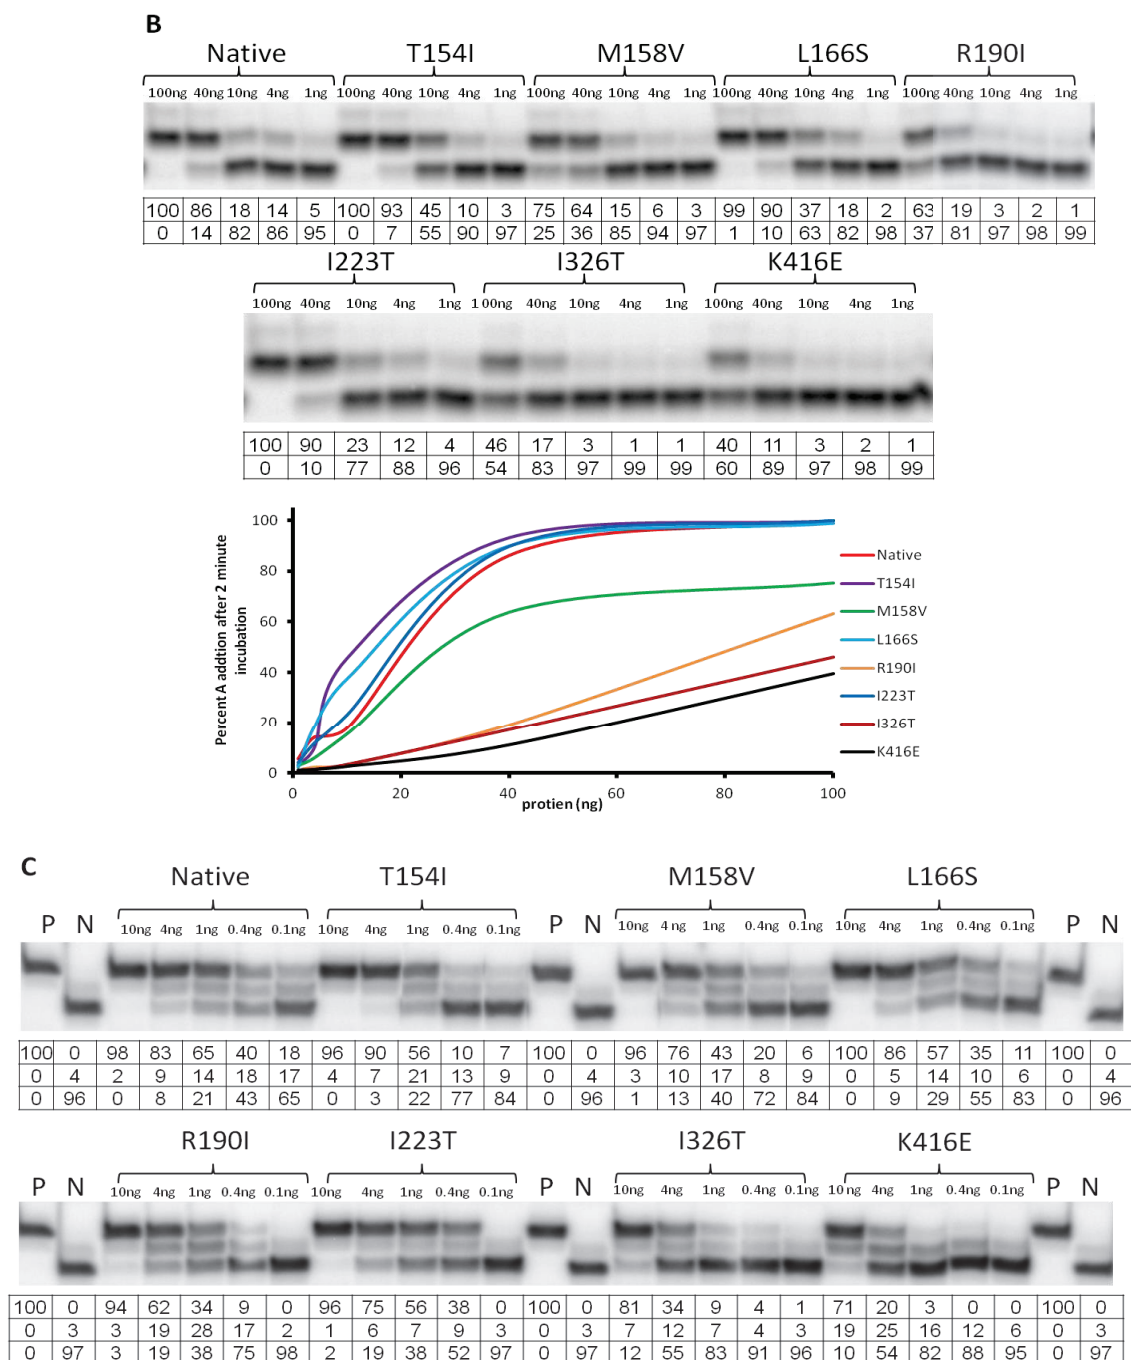 B
Native T154I M158V L166S R190I
100ng 40ng 10ng 4ng 1ng 100ng 40ng 10ng 4ng 1ng 100ng 40ng 10ng 4ng 1ng 100ng 40ng 10ng 4ng 1ng 100ng 40ng 10ng 4ng 1ng
100 86 18 14 5 100 93 45 10 3 75 64 15 6 3 99 90 37 18 2 63 19 3 2 1
0 14 82 86 95 0 7 55 90 97 25 36 85 94 97 1 10 63 82 98 37 81 97 98 99
I223T I326T K416E
100ng 40ng 10ng 4ng 1ng 100ng 40ng 10ng 4ng 1ng 100ng 40ng 10ng 4ng 1ng
100 90 23 12 4 46 17 3 1 1 40 11 3 2 1
0 10 77 88 96 54 83 97 99 99 60 89 97 98 99
Percent A addtion after 2 minute
incubation
100
80
60
40
20
0
0 20 40 60 80 100
protien (ng)
Native
T154I
M158V
L166S
R190I
I223T
I326T
K416E
C
Native T154I M158V L166S
P N 10ng 4ng 1ng 0.4ng 0.1ng 10ng 4ng 1ng 0.4ng 0.1ng P N 10ng 4 ng 1ng 0.4ng 0.1ng 10ng 4ng 1ng 0.4ng 0.1ng P N
100 0 98 83 65 40 18 96 90 56 10 7 100 0 96 76 43 20 6 100 86 57 35 11 100 0
0 4 2 9 14 18 17 4 7 21 13 9 0 4 3 10 17 8 9 0 5 14 10 6 0 4
0 96 0 8 21 43 65 0 3 22 77 84 0 96 1 13 40 72 84 0 9 29 55 83 0 96
R190I I223T I326T K416E
P N 10ng 4ng 1ng 0.4ng 0.1ng 10ng 4ng 1ng 0.4ng 0.1ng P N 10ng 4ng 1ng 0.4ng 0.1ng 10ng 4ng 1ng 0.4ng 0.1ng P N
100 0 94 62 34 9 0 96 75 56 38 0 100 0 81 34 9 4 1 71 20 3 0 0 100 0
0 3 3 19 28 17 2 1 6 7 9 3 0 3 7 12 7 4 3 19 25 16 12 6 0 3
0 97 3 19 38 75 98 2 19 38 52 97 0 97 12 55 83 91 96 10 54 82 88 95 0 97